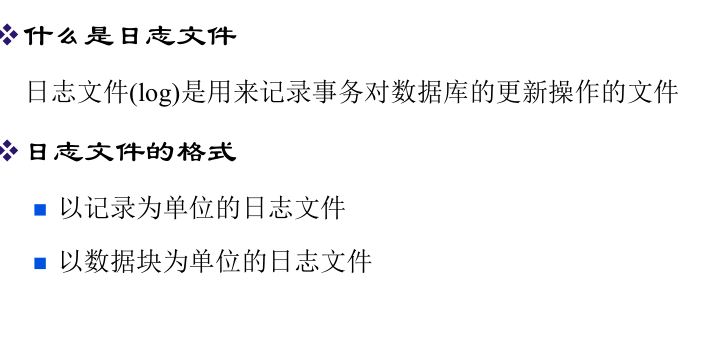 什么是日志文件
日志文件(log)是用来记录事务对数据库的更新操作的文件
日志文件的格式
以记录为单位的日志文件
以数据块为单位的日志文件